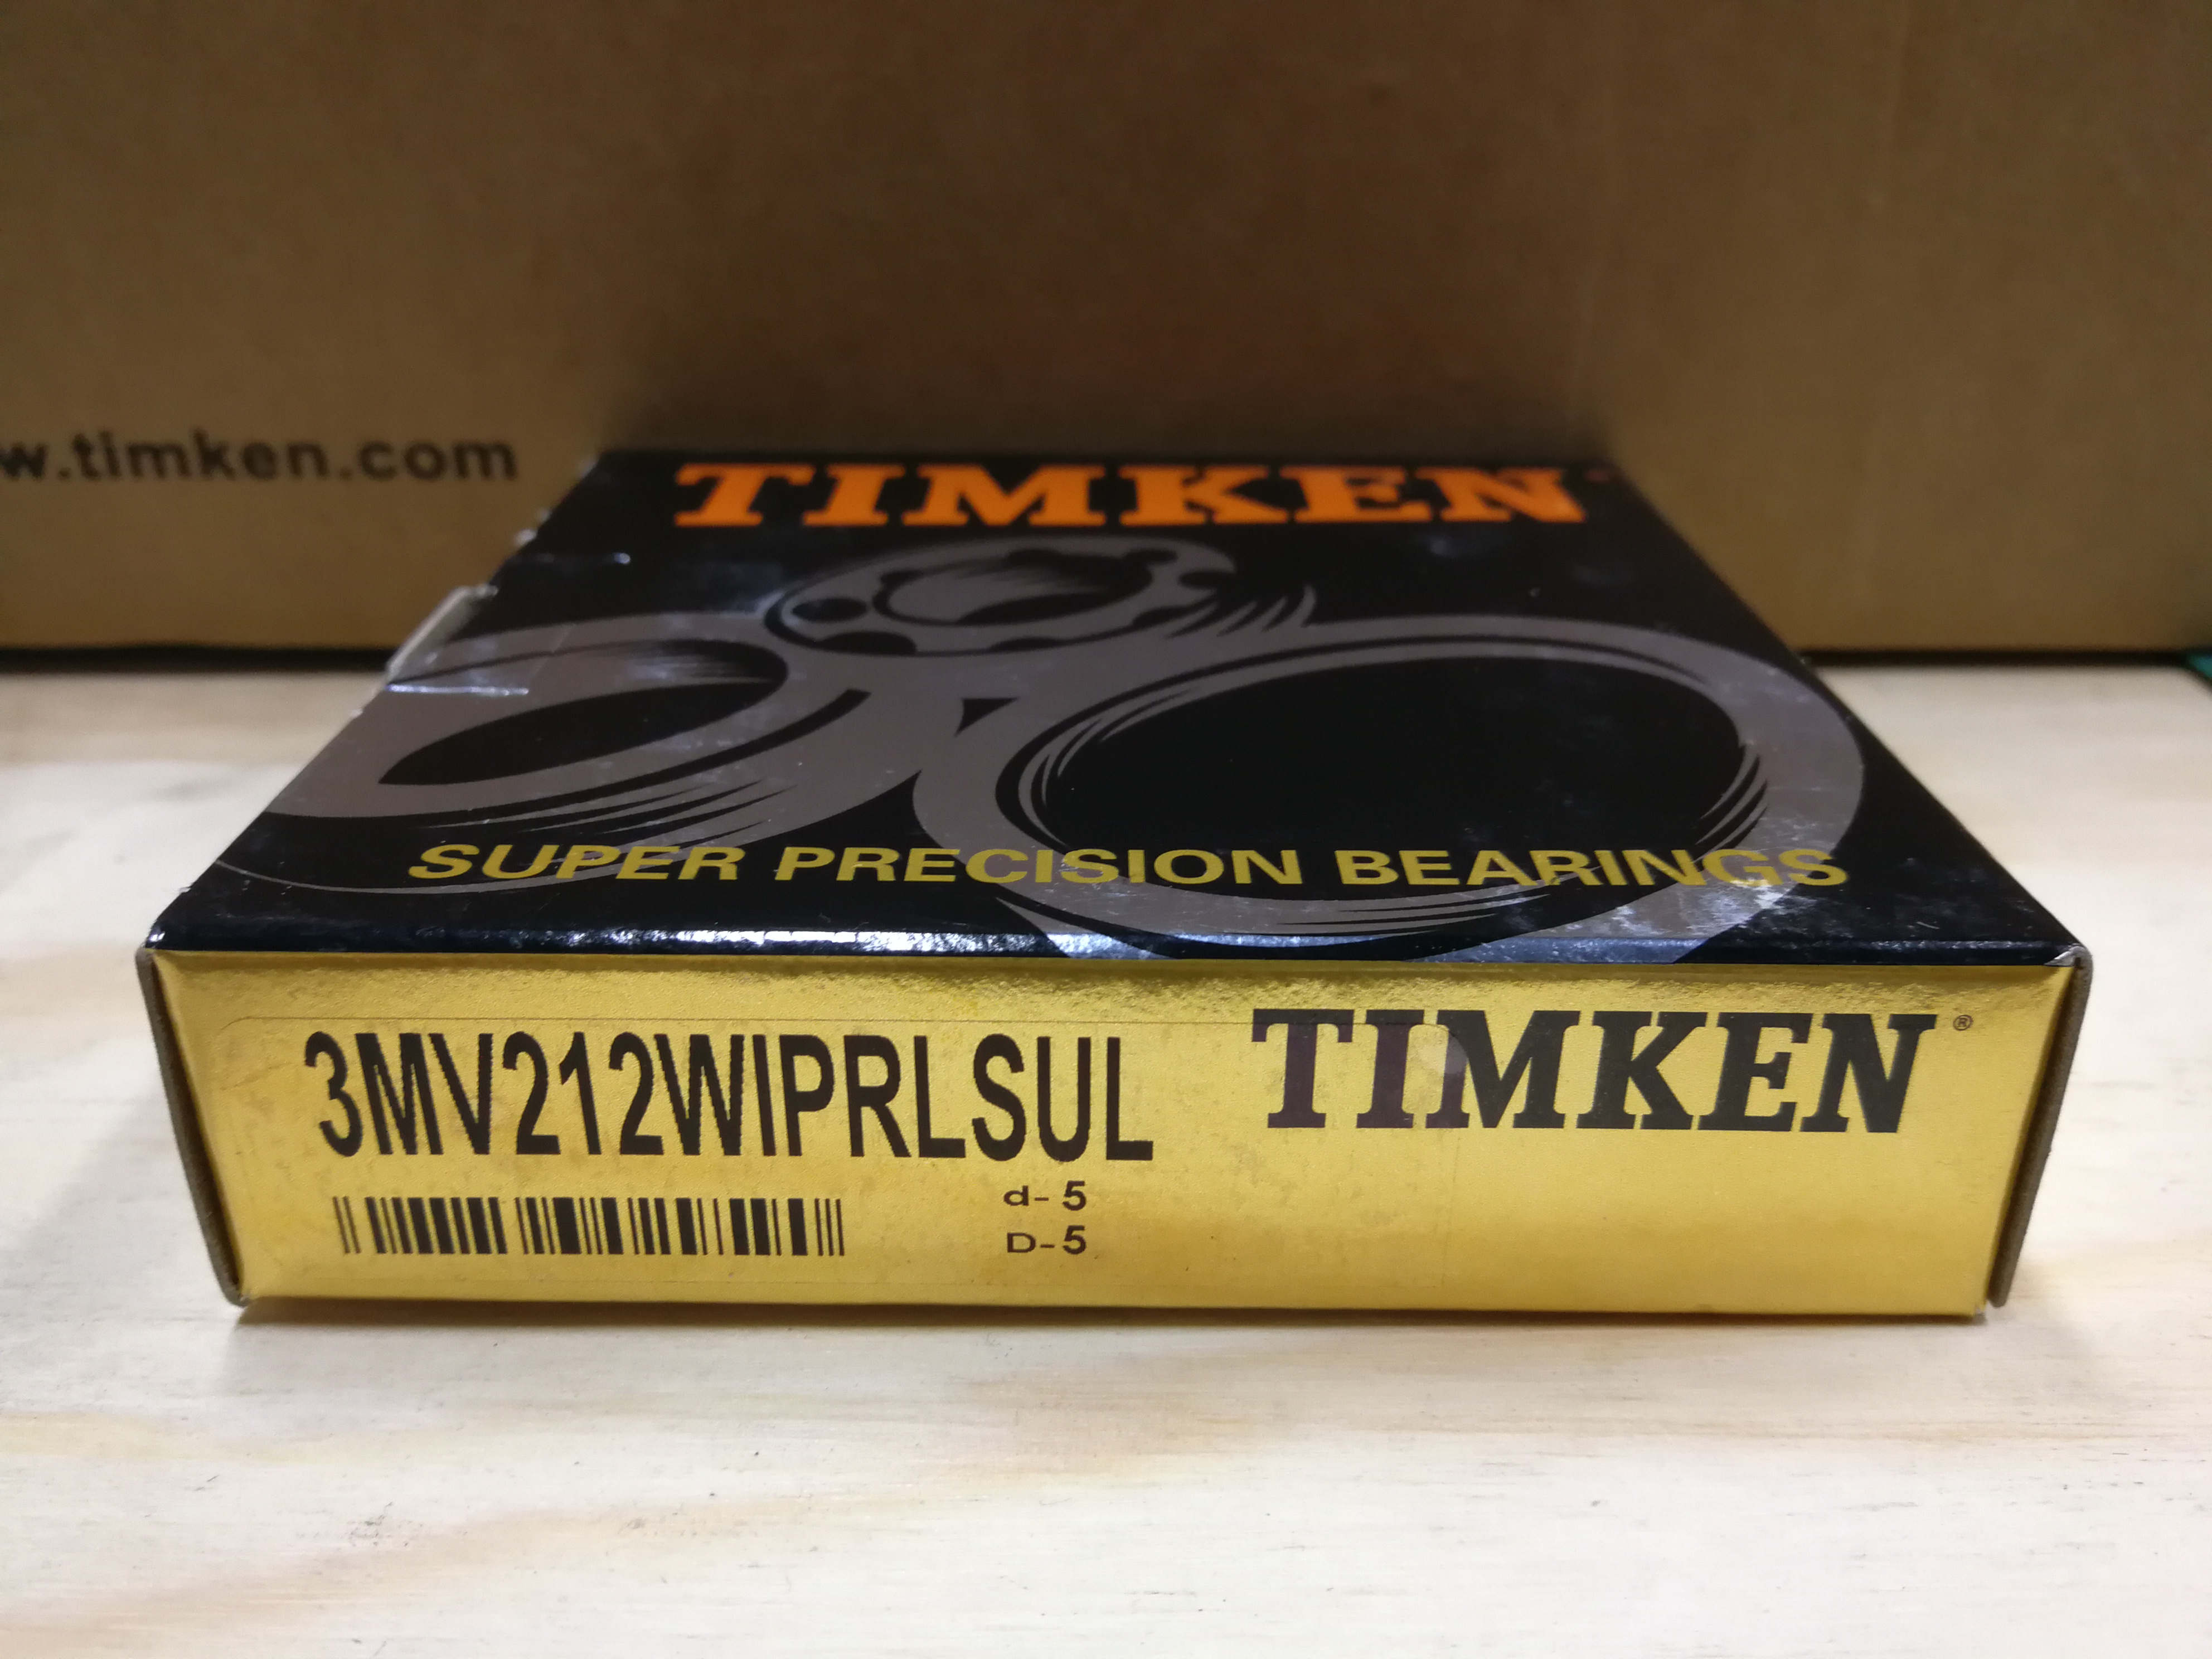 w.timken.com
TIMKEN
SUPER PRECISION BEARINGS
3MV212WIPRLSUL
TIMKEN®
d-5
D-5